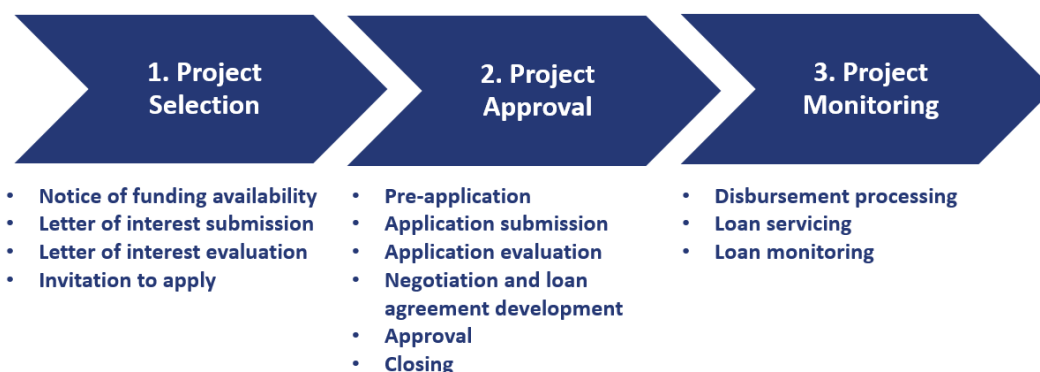 1. Project
Selection
• Notice of funding availability
• Letter of interest submission
• Letter of interest evaluation
• Invitation to apply
2. Project
Approval
• Pre-application
• Application submission
• Application evaluation
• Negotiation and loan
agreement development
• Approval
• Closing
3. Project
Monitoring
• Disbursement processing
• Loan servicing
• Loan monitoring